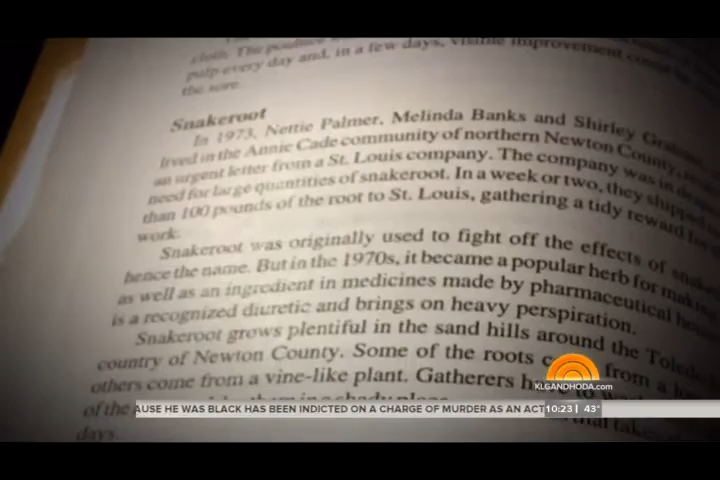 cloth. The poultice
pulp every day and, in a few days, visible improvement could be
the sore.
Snakeroot
In 1973, Nettie Palmer, Melinda Banks and Shirley
lived in the Annie Cade community of northern Newton County,
an urgent letter from a St. Louis company. The company was in
need for large quantities of snakeroot. In a week or two, they shipped
than 100 pounds of the root to St. Louis, gathering a tidy reward for
work.
Snakeroot was originally used to fight off the effects of
hence the name. But in the 1970s, it became a popular herb for making
as well as an ingredient in medicines made by pharmaceutical
is a recognized diuretic and brings on heavy perspiration.
Snakeroot grows plentiful in the sand hills around the
country of Newton County. Some of the roots from a
others come from a vine-like plant. Gatherers
of the
days.
KLGANDHODA.com
AUSE HE WAS BLACK HAS BEEN INDICTED ON A CHARGE OF MURDER AS AN ACT 10:23 | 43°